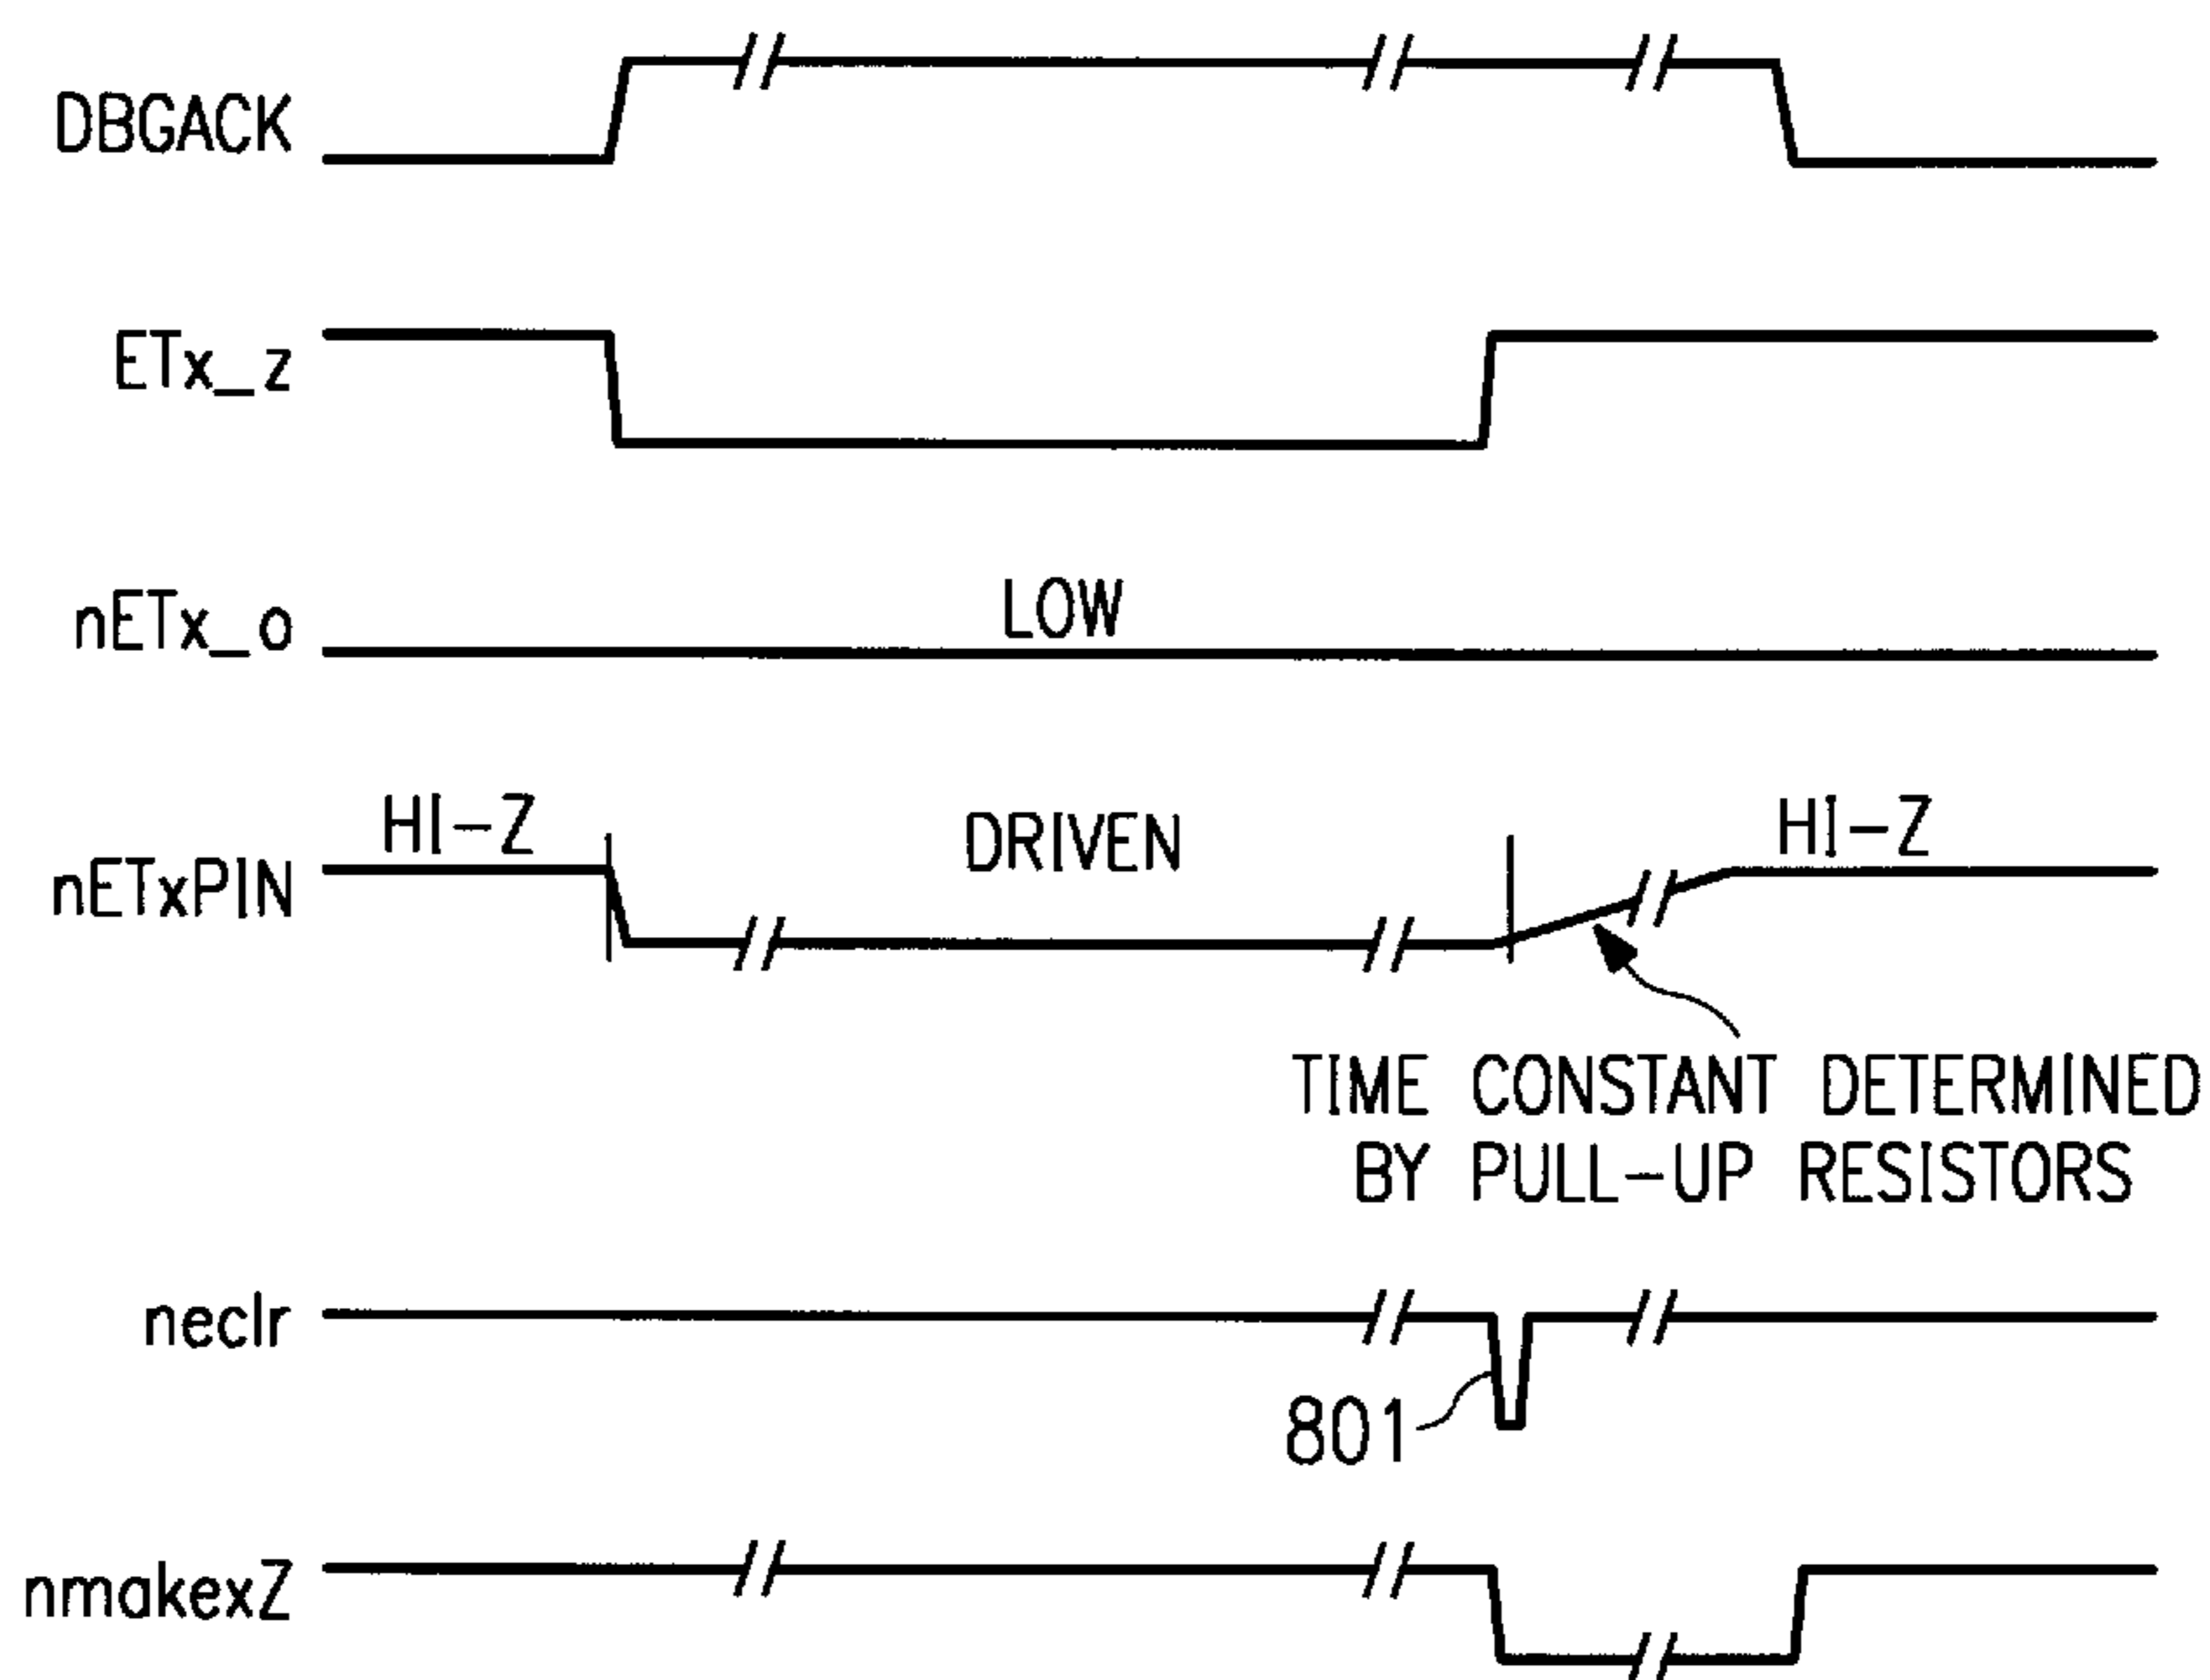 DBGACK
ETx_z
nETx_o
LOW
nETxPIN
HI-Z
DRIVEN
HI-Z
TIME CONSTANT DETERMINED
BY PULL-UP RESISTORS
neclr
801
nmakexZ